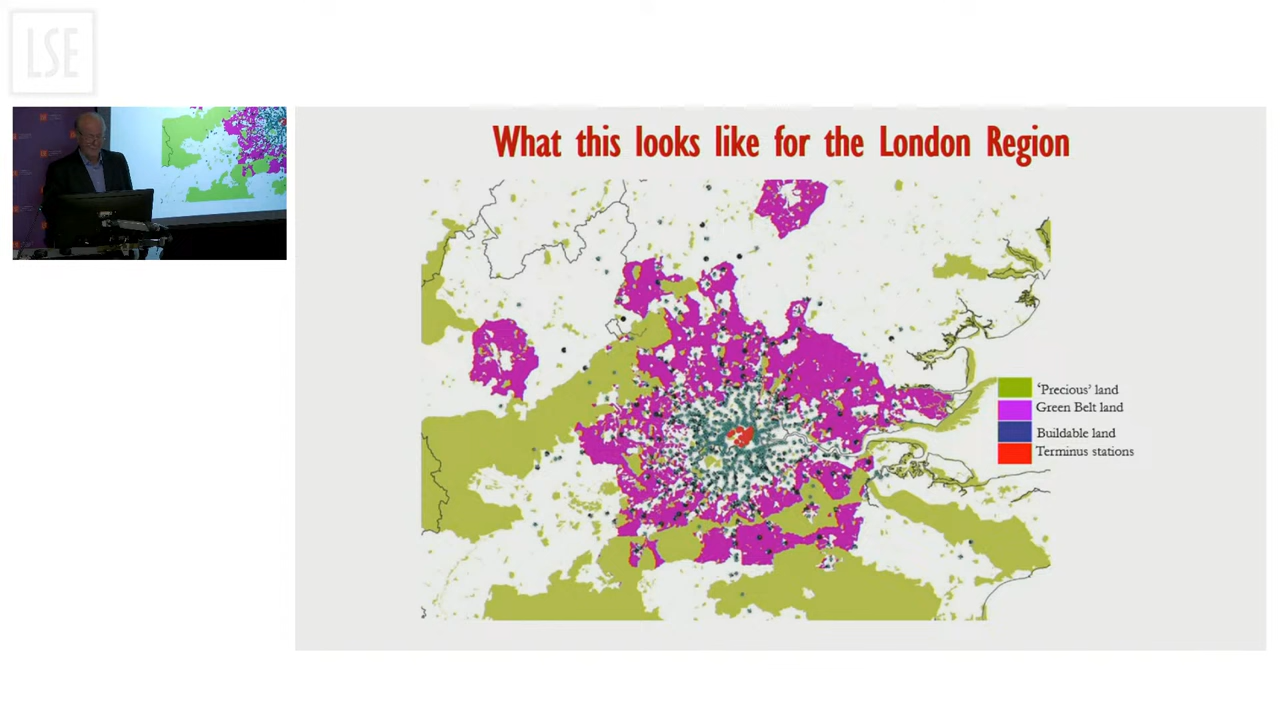 LSE
What this looks like for the London Region
‘Precious’ land
Green Belt land
Buildable land
Terminus stations